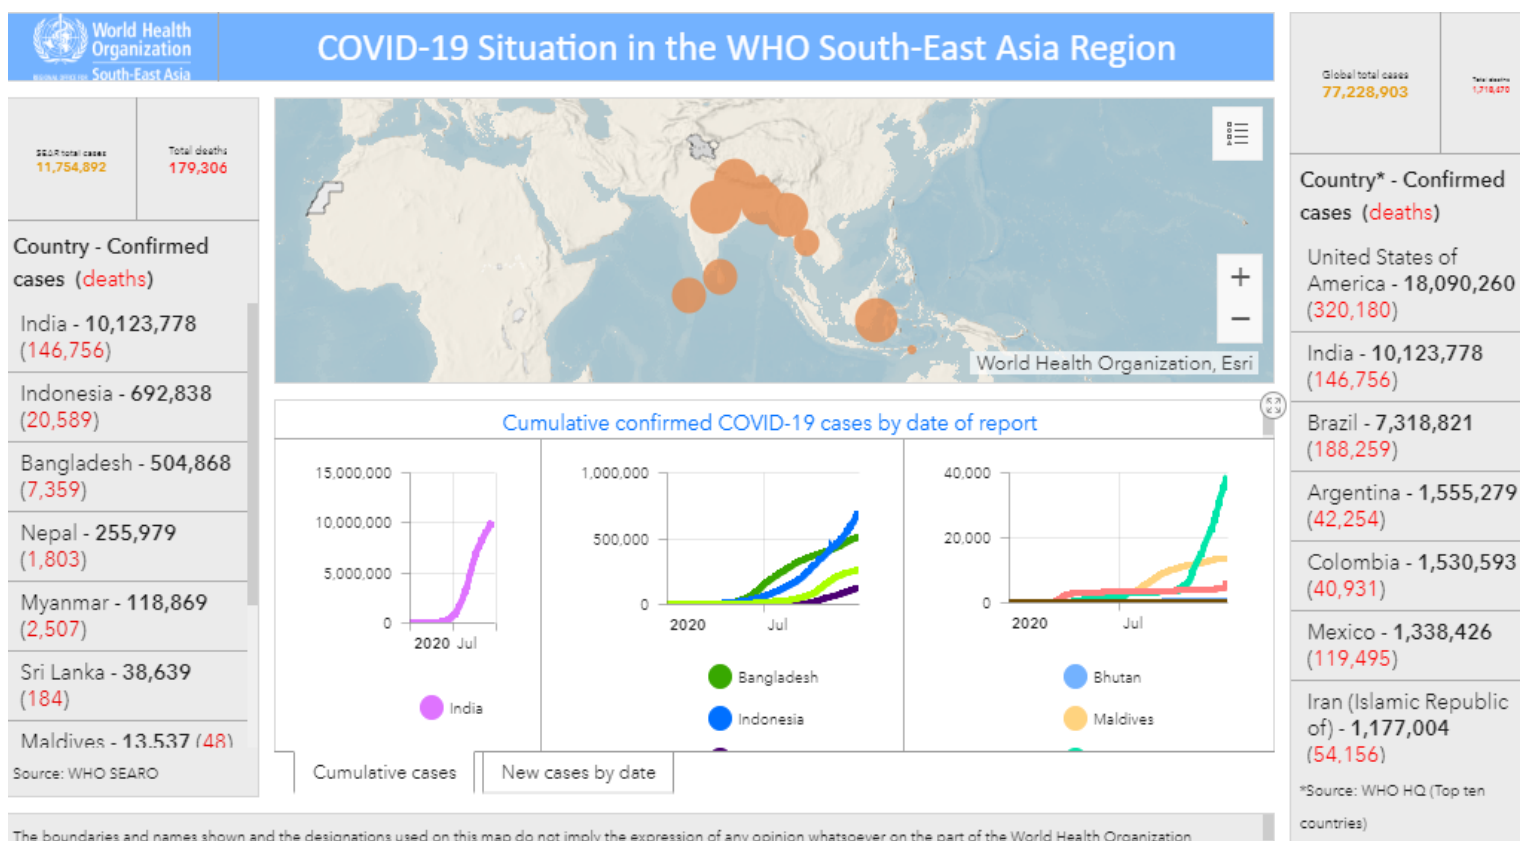 World Health
Organization
REGIONAL OFFICE FOR South-East Asia
COVID-19 Situation in the WHO South-East Asia Region
SEAR total cases
11,754,892
Total deaths
179,306
Country - Confirmed
cases (deaths)
India - 10,123,778
(146,756)
Indonesia - 692,838
(20,589)
Bangladesh - 504,868
(7,359)
Nepal - 255,979
(1,803)
Myanmar - 118,869
(2,507)
Sri Lanka - 38,639
(184)
Maldives - 13,537 (48)
Source: WHO SEARO
World Health Organization, Esri
Cumulative confirmed COVID-19 cases by date of report
15,000,000
10,000,000
5,000,000
0
2020 Jul
India
1,000,000
500,000
0
2020 Jul
Bangladesh
Indonesia
40,000
20,000
0
2020 Jul
Bhutan
Maldives
Cumulative cases
New cases by date
Global total cases
77,228,903
Total deaths
1,718,470
Country* - Confirmed
cases (deaths)
United States of
America - 18,090,260
(320,180)
India - 10,123,778
(146,756)
Brazil - 7,318,821
(188,259)
Argentina - 1,555,279
(42,254)
Colombia - 1,530,593
(40,931)
Mexico - 1,338,426
(119,495)
Iran (Islamic Republic
of) - 1,177,004
(54,156)
*Source: WHO HQ (Top ten
countries)
The boundaries and names shown and the designations used on this map do not imply the expression of any opinion whatsoever on the part of the World Health Organization